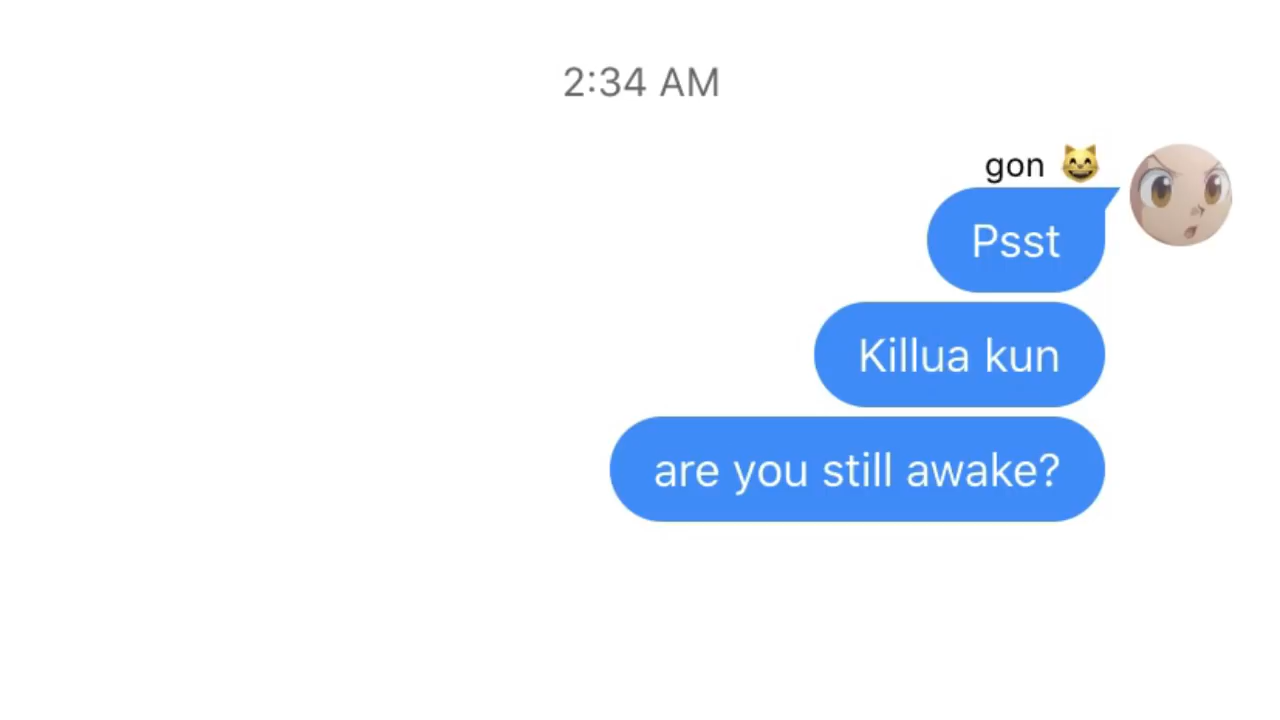 2:34 AM
gon 😸
Psst
Killua kun
are you still awake?